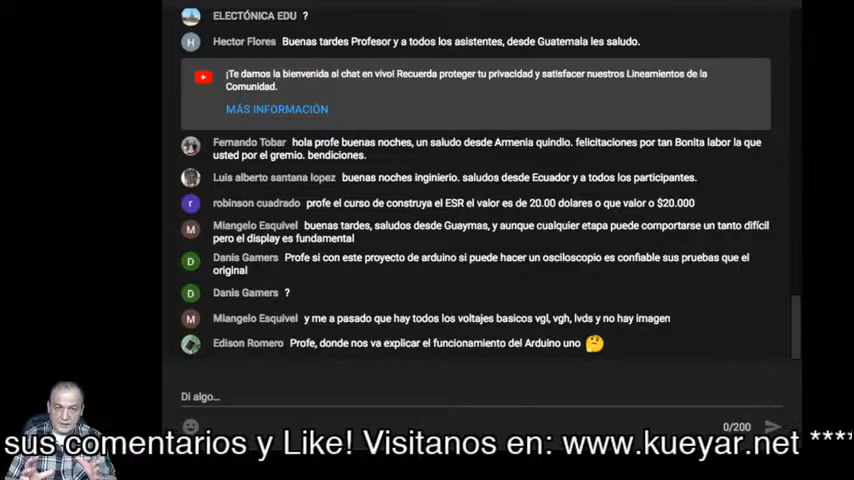 ELECTÓNICA EDU ?
H Hector Flores Buenas tardes Profesor y a todos los asistentes, desde Guatemala les saludo.
¡Te damos la bienvenida al chat en vivo! Recuerda proteger tu privacidad y satisfacer nuestros Lineamientos de la
Comunidad.
MÁS INFORMACIÓN
Fernando Tobar hola profe buenas noches, un saludo desde Armenia quindio. felicitaciones por tan Bonita labor la que
usted por el gremio. bendiciones.
Luis alberto santana lopez buenas noches inginierio. saludos desde Ecuador y a todos los participantes.
r robinson cuadrado profe el curso de construya el ESR el valor es de 20.00 dolares o que valor o $20.000
M Miangelo Esquivel buenas tardes, saludos desde Guaymas, y aunque cualquier etapa puede comportarse un tanto difícil
pero el display es fundamental
D Danis Gamers Profe si con este proyecto de arduino si puede hacer un osciloscopio es confiable sus pruebas que el
original
D Danis Gamers ?
M Miangelo Esquivel y me a pasado que hay todos los voltajes basicos vgl, vgh, lvds y no hay imagen
Edison Romero Profe, donde nos va explicar el funcionamiento del Arduino uno 🤔
Di algo...
0/200
sus comentarios y Like! Visitanos en: www.kueyar.net ****